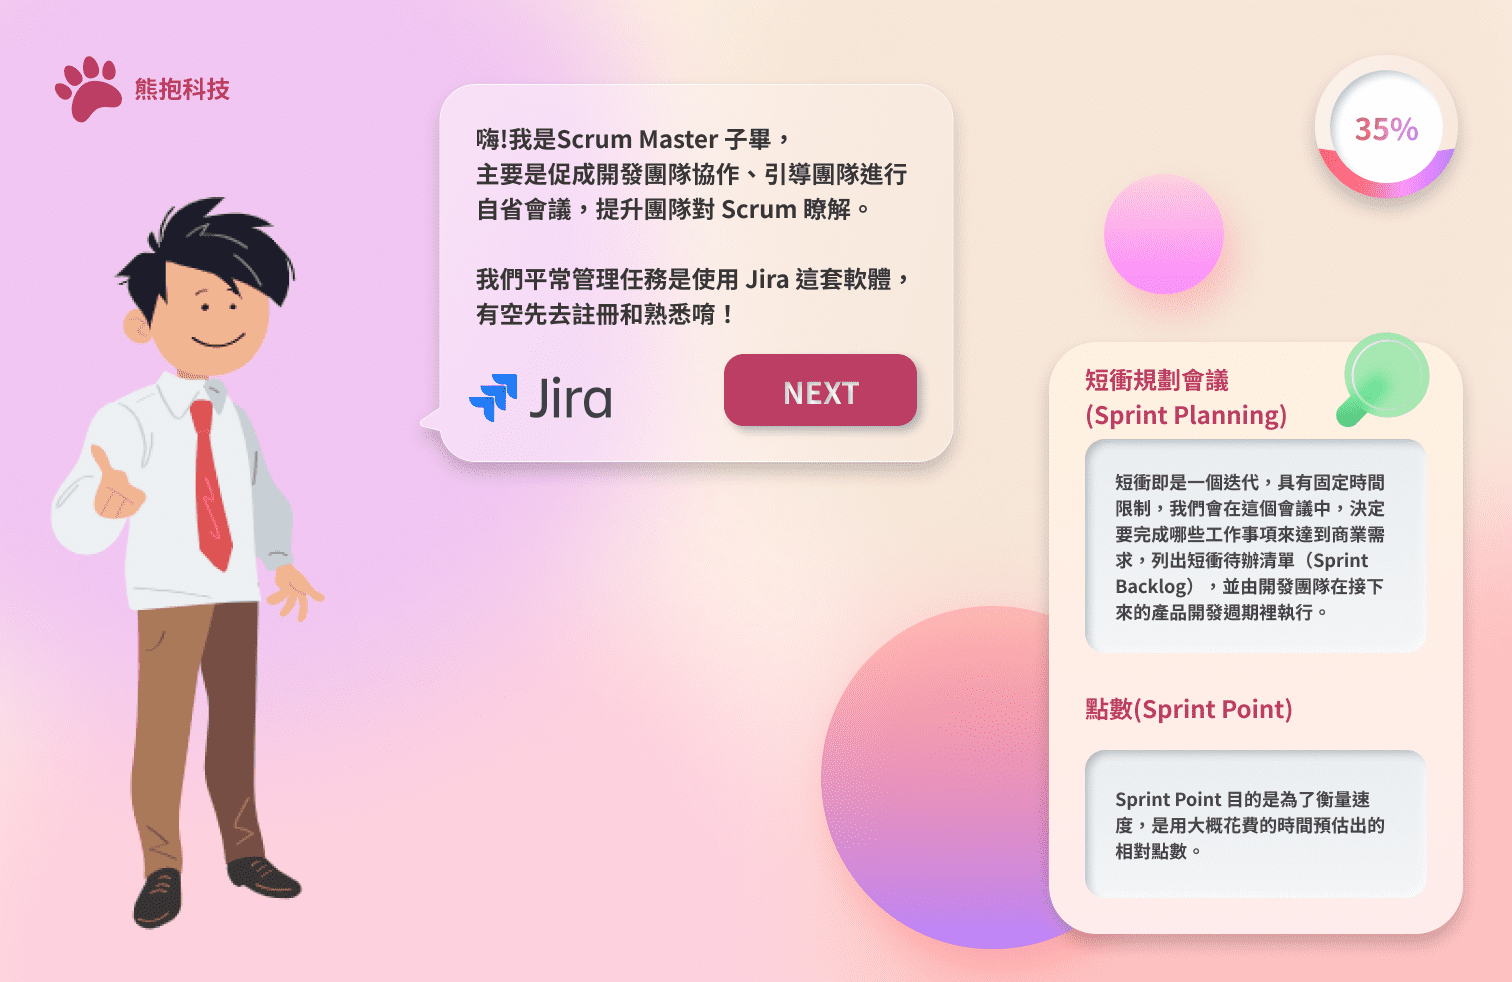 熊抱科技
嗨!我是Scrum Master 子畢，
主要是促成開發團隊協作、引導團隊進行
自省會議，提升團隊對 Scrum 瞭解。
我們平常管理任務是使用 Jira 這套軟體，
有空先去註冊和熟悉唷！
Jira
NEXT
35%
短衝規劃會議
(Sprint Planning)
短衝即是一個迭代，具有固定時間
限制，我們會在這個會議中，決定
要完成哪些工作事項來達到商業需
求，列出短衝待辦清單（Sprint
Backlog），並由開發團隊在接下
來的產品開發週期裡執行。
點數(Sprint Point)
Sprint Point 目的是為了衡量速
度，是用大概花費的時間預估出的
相對點數。